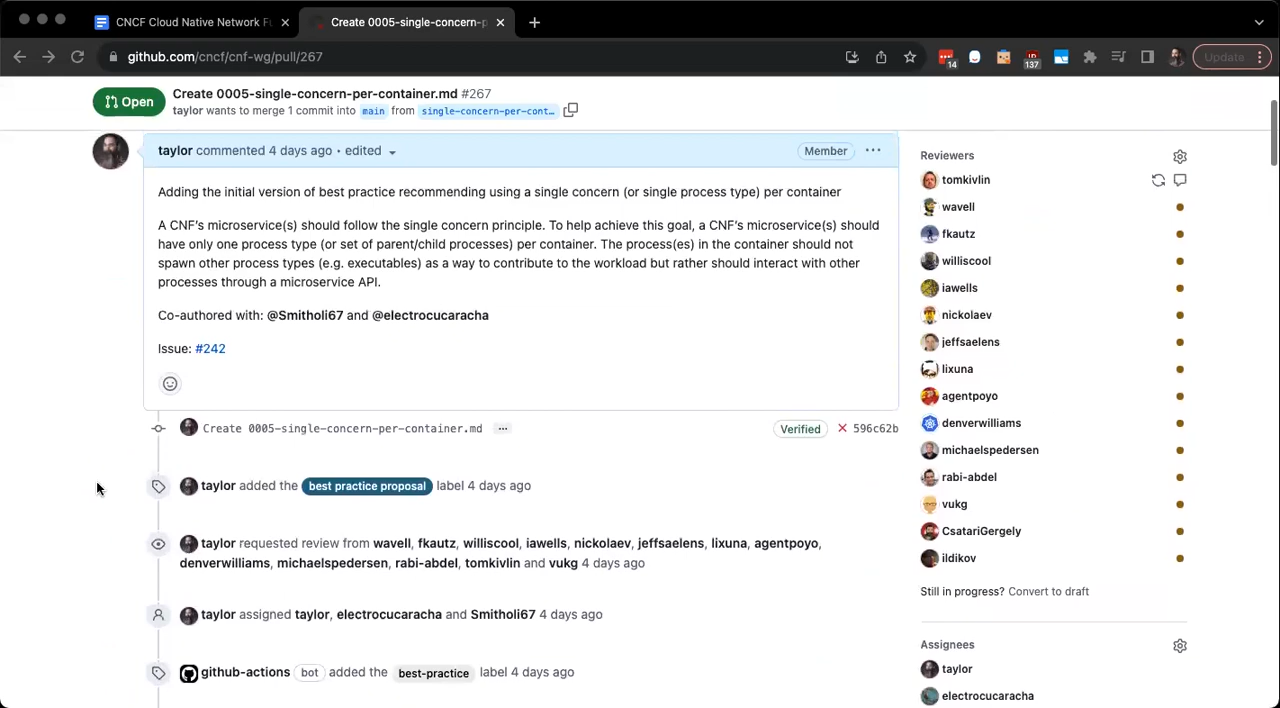 CNCF Cloud Native Network Fu
Create 0005-single-concern-p
github.com/cncf/cnf-wg/pull/267
14
137
Update
Open
Create 0005-single-concern-per-container.md #267
taylor wants to merge 1 commit into main from single-concern-per-cont…
taylor commented 4 days ago • edited
Member
Adding the Initial version of best practice recommending using a single concern (or single process type) per container
A CNF's microservice(s) should follow the single concern principle. To help achieve this goal, a CNF's microservice(s) should
have only one process type (or set of parent/child processes) per container. The process(es) in the container should not
spawn other process types (e.g. executables) as a way to contribute to the workload but rather should interact with other
processes through a microservice API.
Co-authored with: @Smitholi67 and @electrocucaracha
Issue: #242
Create 0005-single-concern-per-container.md …
Verified
596c62b
taylor added the best practice proposal label 4 days ago
taylor requested review from wavell, fkautz, williscool, iawells, nickolaev, jeffsaelens, lixuna, agentpoyo,
denverwilliams, michaelspedersen, rabi-abdel, tomkivlin and vukg 4 days ago
taylor assigned taylor, electrocucaracha and Smitholi67 4 days ago
github-actions bot added the best-practice label 4 days ago
Reviewers
tomkivlin
wavell
fkautz
williscool
iawells
nickolaev
jeffsaelens
lixuna
agentpoyo
denverwilliams
michaelspedersen
rabi-abdel
vukg
CsatariGergely
ildikov
Still in progress? Convert to draft
Assignees
taylor
electrocucaracha